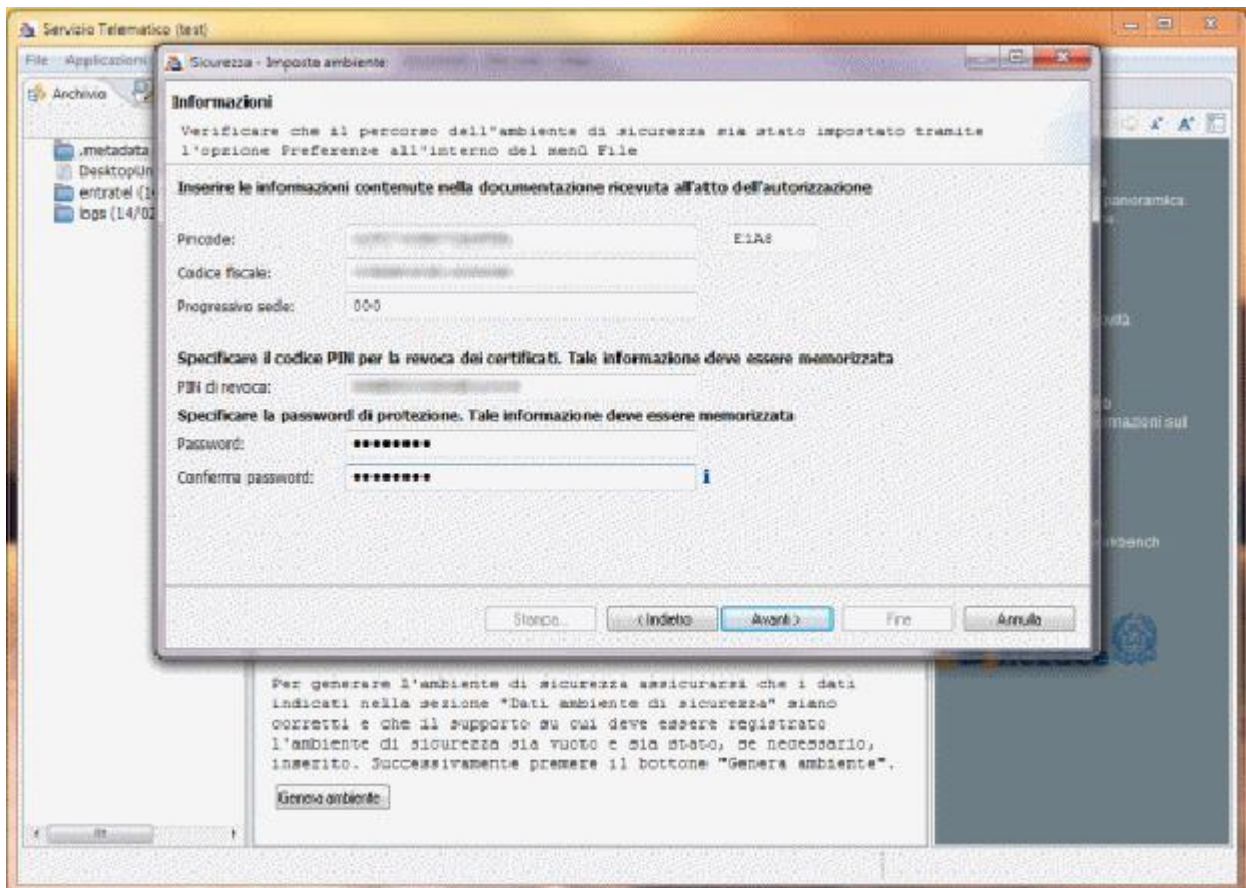 Servizio Telematico (test)
File Applicazioni
Sicurezza - Imposta ambiente
Archivio
Informazioni
Verificare che il percorso dell"ambiente di sicurezza sia stato impostato tramite
l'opzione Preferenze all"interno del menù File
.metadata
entratel
logs (14/02
panoramica
Inserire le informazioni contenute nella documentazione ricevuta all'atto dell'autorizzazione
Pincode:
E1A8
Codice fiscale:
Progressivo sede:
000
Specificare il codice PIN per la revoca dei certificati. Tale informazione deve essere memorizzata
PIN di revoca:
Specificare la password di protezione. Tale informazione deve essere memorizzata
Password:
Conferma password:
Stampa...
< Indietro
Avanti >
Fine
Annulla
Per generare l'ambiente di sicurezza assicurarsi che i dati
indicati nella sezione "Dati ambiente di sicurezza" siano
corretti e che il supporto su cui deve essere registrato
l'ambiente di sicurezza sia vuoto e sia stato, se necessario,
inserito. Successivamente premere il bottone "Genera ambiente".
Genera ambiente